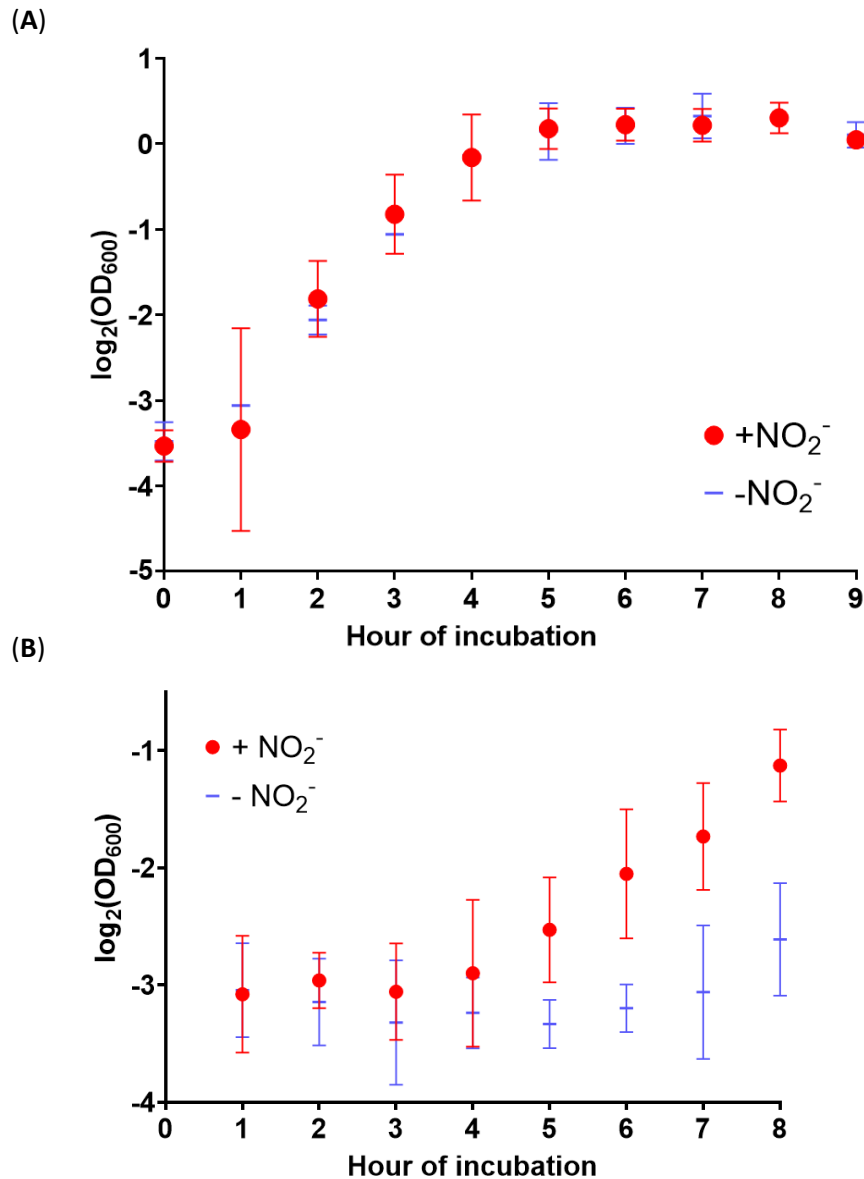 (A)
1
0
-1
-2
-3
-4
-5
log₂(OD₆₀₀)
+NO₂⁻
-NO₂⁻
0 1 2 3 4 5 6 7 8 9
Hour of incubation
(B)
-1
-2
-3
-4
log₂(OD₆₀₀)
+ NO₂⁻
- NO₂⁻
0 1 2 3 4 5 6 7 8
Hour of incubation